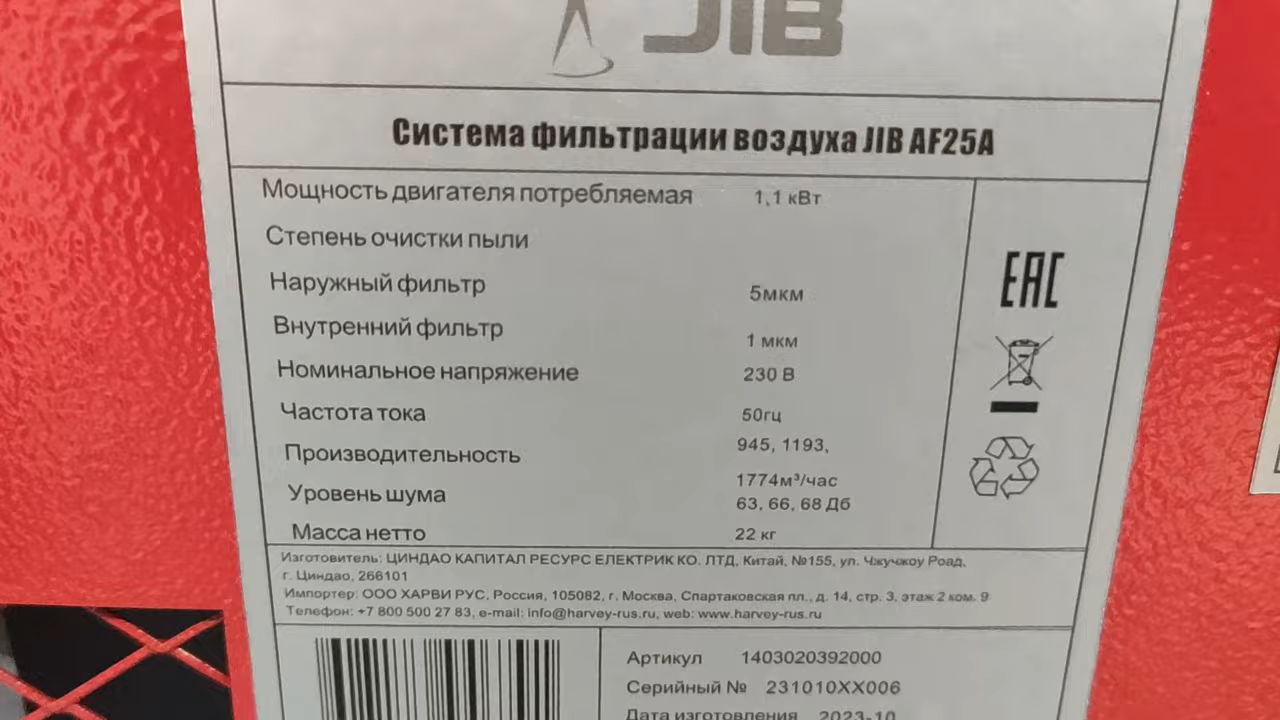 JIB
Система фильтрации воздуха JIB AF25A
Мощность двигателя потребляемая 1,1 кВт
Степень очистки пыли
Наружный фильтр 5мкм
Внутренний фильтр 1 мкм
Номинальное напряжение 230 В
Частота тока 50гц
Производительность 945, 1193,
1774м³/час
Уровень шума 63, 66, 68 Дб
Масса нетто 22 кг
EAC
Изготовитель: ЦИНДАО КАПИТАЛ РЕСУРС ЕЛЕКТРИК КО. ЛТД, Китай, №155, ул. Чжучжоу Роад,
г. Циндао, 266101
Импортер: ООО ХАРВИ РУС, Россия, 105082, г. Москва, Спартаковская пл., д. 14, стр. 3, этаж 2 ком. 9
Телефон: +7 800 500 27 83, e-mail: info@harvey-rus.ru, web: www.harvey-rus.ru
Артикул 1403020392000
Серийный № 231010XX006
Дата изготовления 2023-10